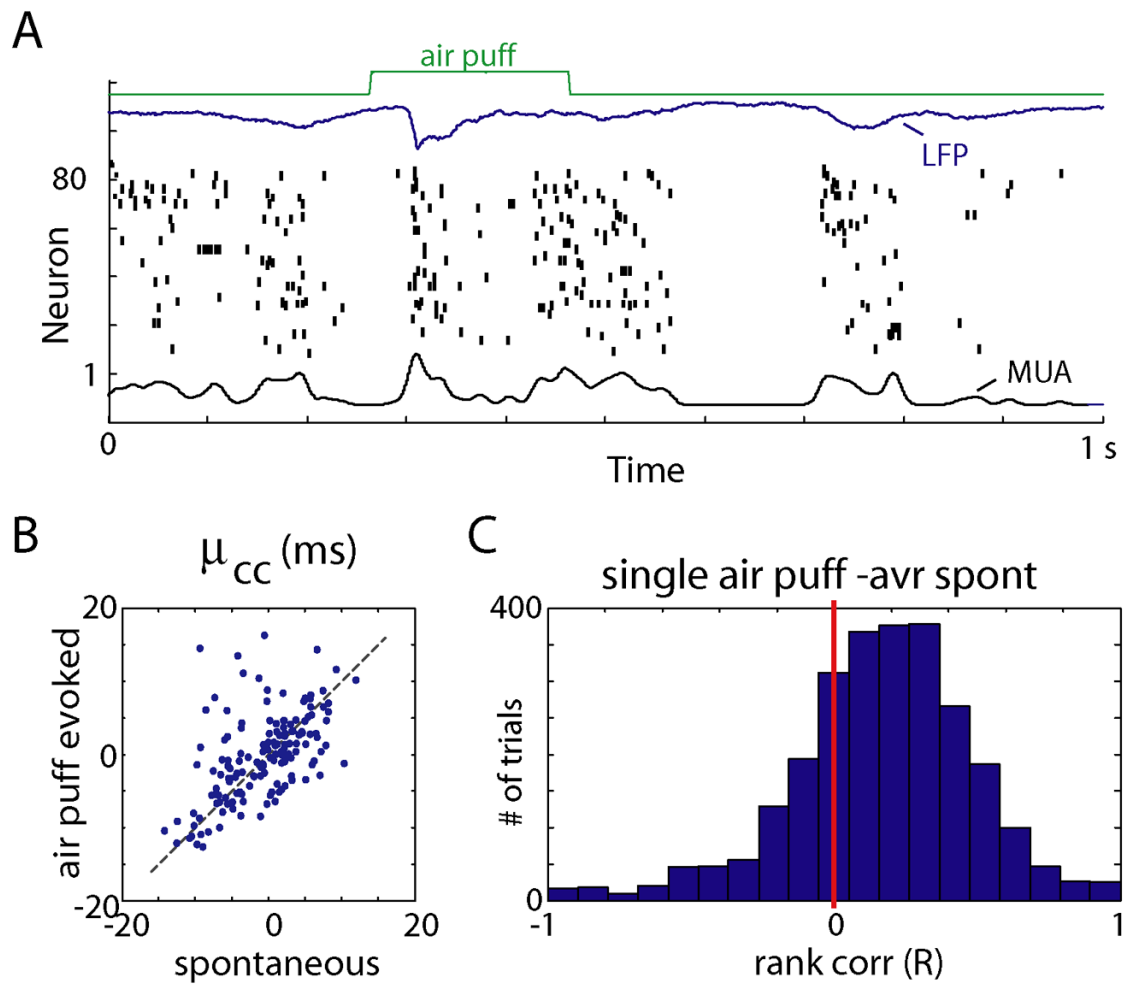 A
air puff
LFP
80
Neuron
1
MUA
0
1 s
Time
B
μcc (ms)
20
air puff evoked
0
-20
-20
0
20
spontaneous
C
single air puff -avr spont
400
# of trials
0
-1
0
1
rank corr (R)